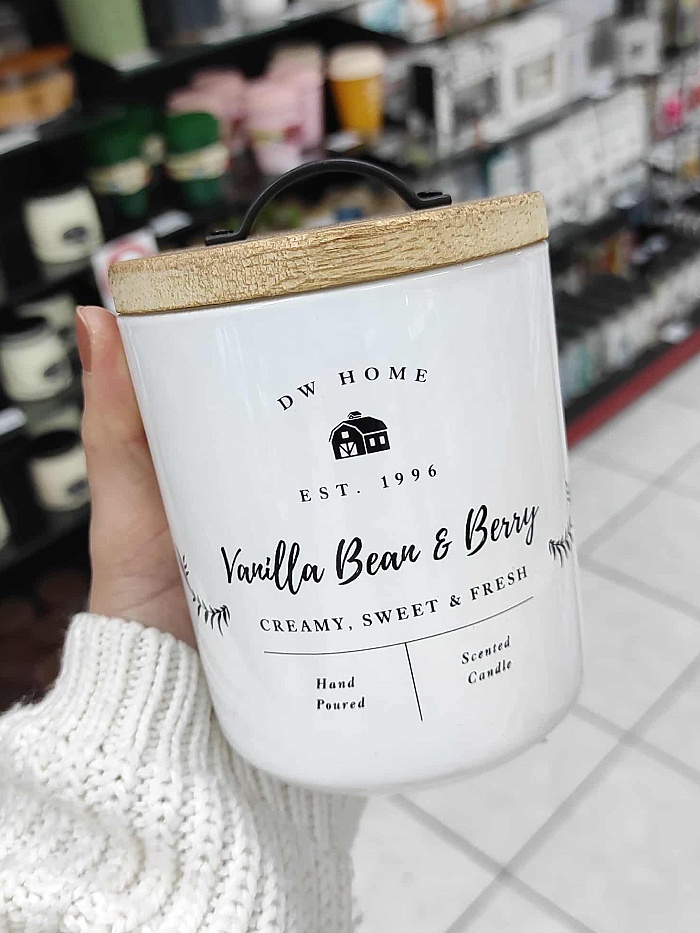 DW HOME
EST. 1996
Vanilla Bean & Berry
CREAMY, SWEET & FRESH
Hand
Poured
Scented
Candle